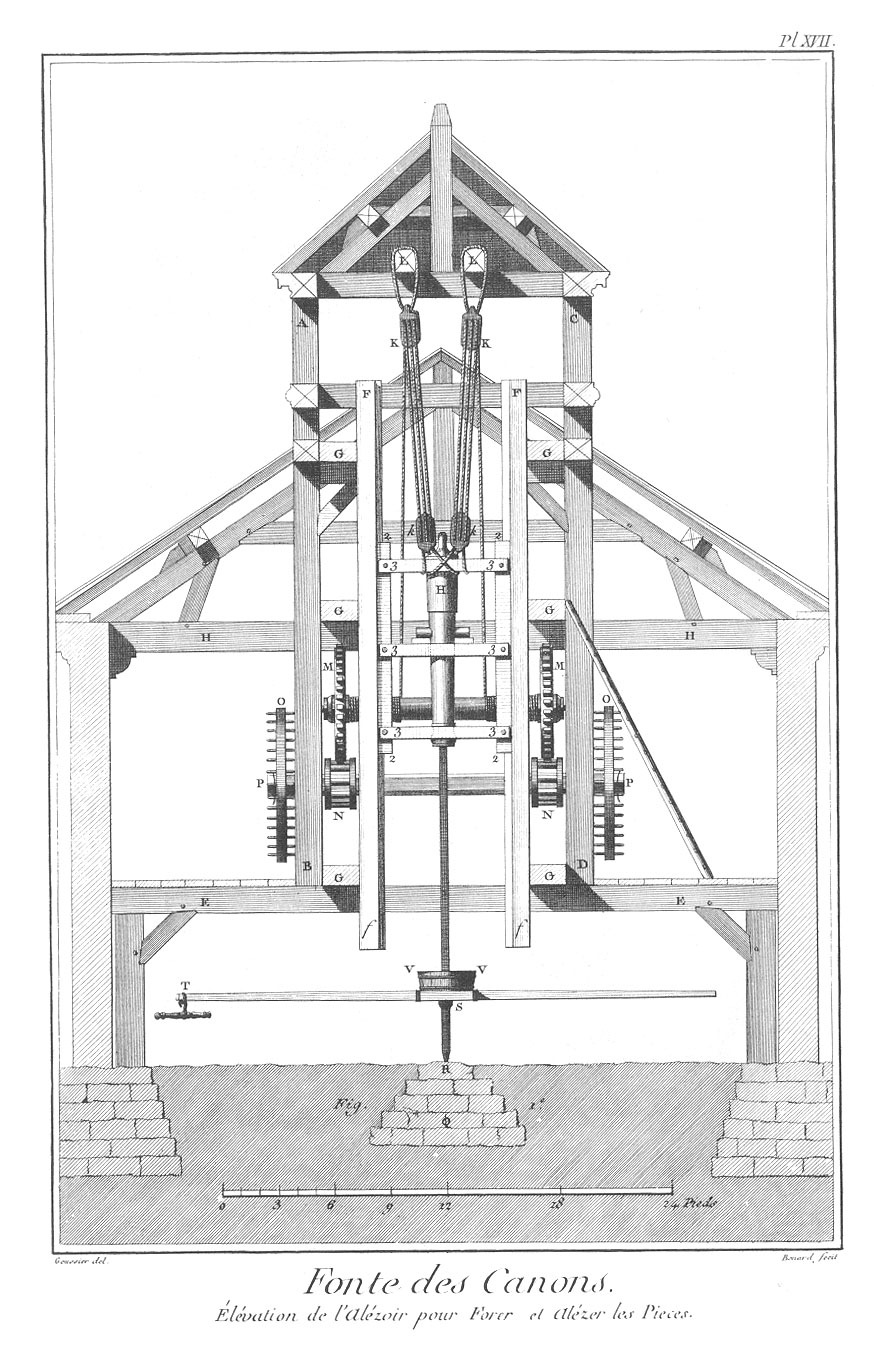 Pl XVII.
L L
A C
K K
F F
G G
k k
2 2
3 3
H
G G
H H
3 3
M M
O O
3 3
2 2
P P
N N
B D
G G
E E
f f
V V
T
S
R
Fig. 1.e
Q
0 3 6 9 12 18 24 Pieds
Goussier del. Benard, fecit
Fonte des Canons.
Élévation de l'Alézoir pour Forer et Alézer les Pieces.